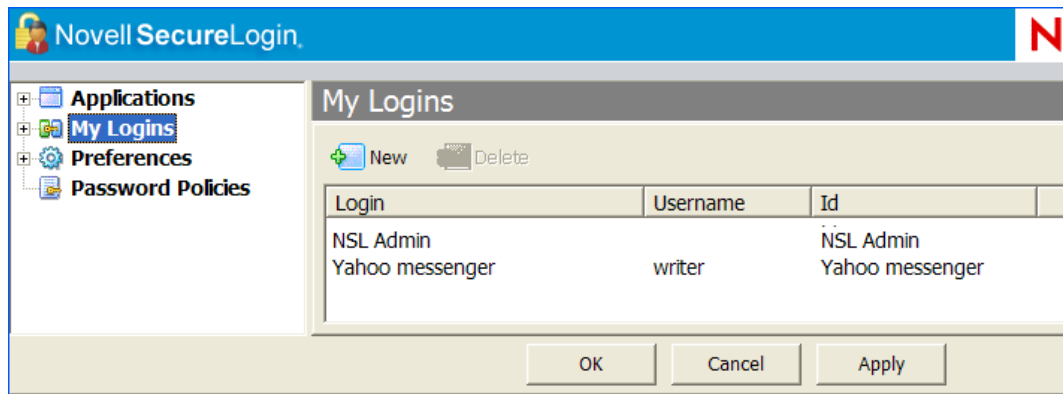 Novell SecureLogin
N
Applications
My Logins
Preferences
Password Policies
My Logins
New Delete
Login Username Id
NSL Admin NSL Admin
Yahoo messenger writer Yahoo messenger
OK Cancel Apply